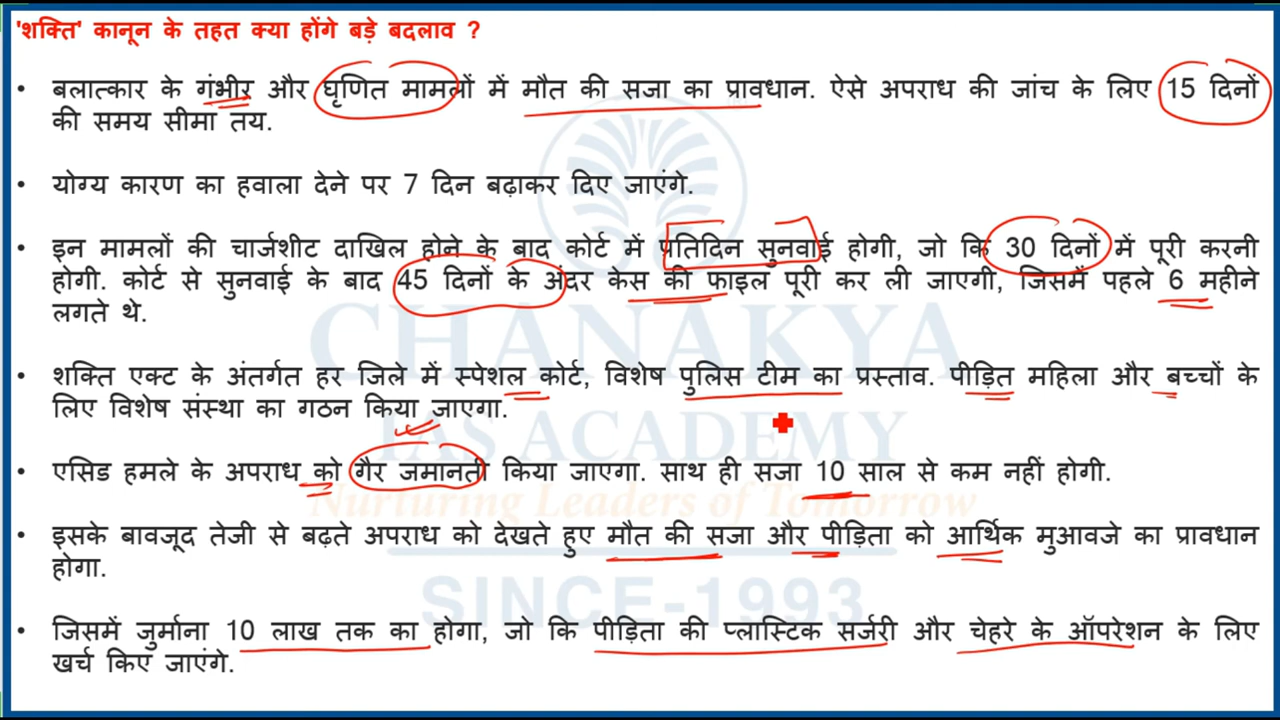 'शक्ति' कानून के तहत क्या होंगे बड़े बदलाव ?
• बलात्कार के गंभीर और घृणित मामलों में मौत की सजा का प्रावधान. ऐसे अपराध की जांच के लिए 15 दिनों
की समय सीमा तय.
• योग्य कारण का हवाला देने पर 7 दिन बढ़ाकर दिए जाएंगे.
• इन मामलों की चार्जशीट दाखिल होने के बाद कोर्ट में प्रतिदिन सुनवाई होगी, जो कि 30 दिनों में पूरी करनी
होगी. कोर्ट से सुनवाई के बाद 45 दिनों के अंदर केस की फाइल पूरी कर ली जाएगी, जिसमें पहले 6 महीने
लगते थे.
• शक्ति एक्ट के अंतर्गत हर जिले में स्पेशल कोर्ट, विशेष पुलिस टीम का प्रस्ताव. पीड़ित महिला और बच्चों के
लिए विशेष संस्था का गठन किया जाएगा.
• एसिड हमले के अपराध को गैर जमानती किया जाएगा. साथ ही सजा 10 साल से कम नहीं होगी.
• इसके बावजूद तेजी से बढ़ते अपराध को देखते हुए मौत की सजा और पीड़िता को आर्थिक मुआवजे का प्रावधान
होगा.
• जिसमें जुर्माना 10 लाख तक का होगा, जो कि पीड़िता की प्लास्टिक सर्जरी और चेहरे के ऑपरेशन के लिए
खर्च किए जाएंगे.
CHANAKYA
IAS ACADEMY
Nurturing Leaders of Tomorrow
SINCE-1993